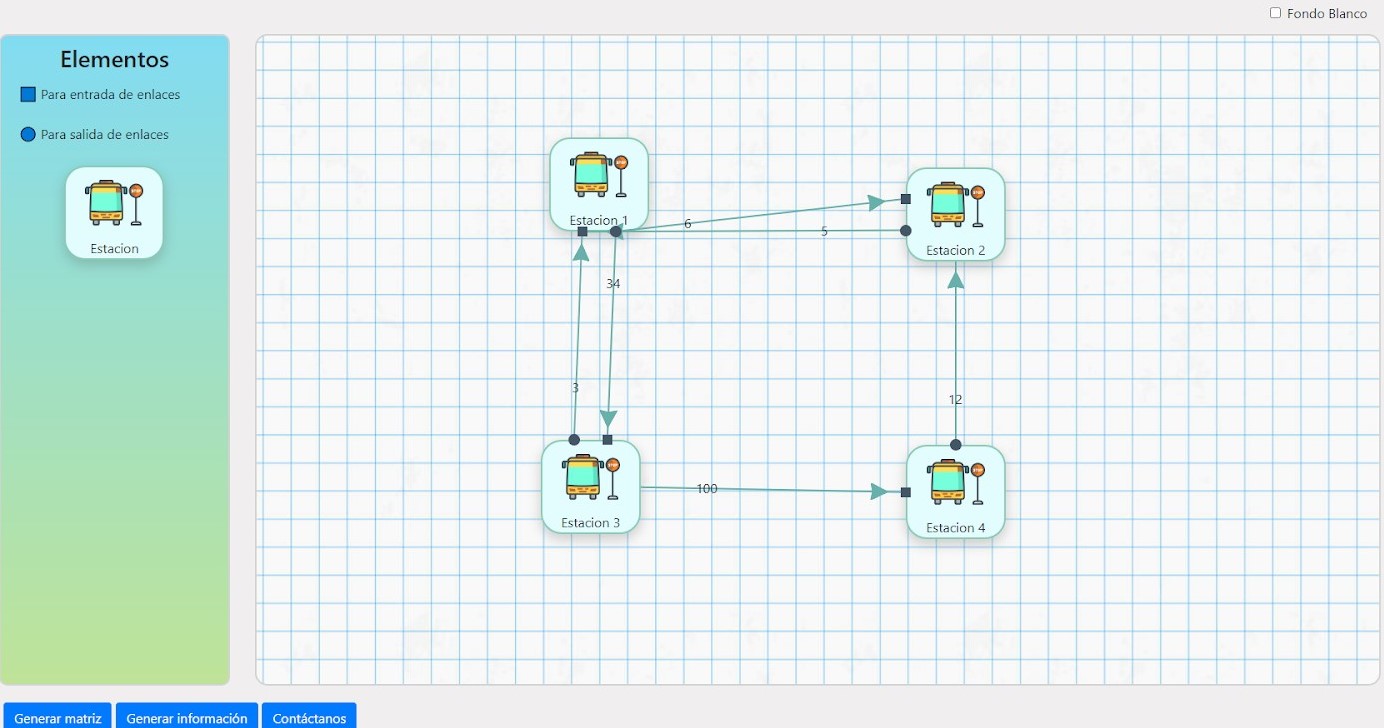 Fondo Blanco
Elementos
Para entrada de enlaces
Para salida de enlaces
Estacion
Estacion 1
6
5
Estacion 2
34
3
12
100
Estacion 3
Estacion 4
Generar matriz
Generar información
Contáctanos